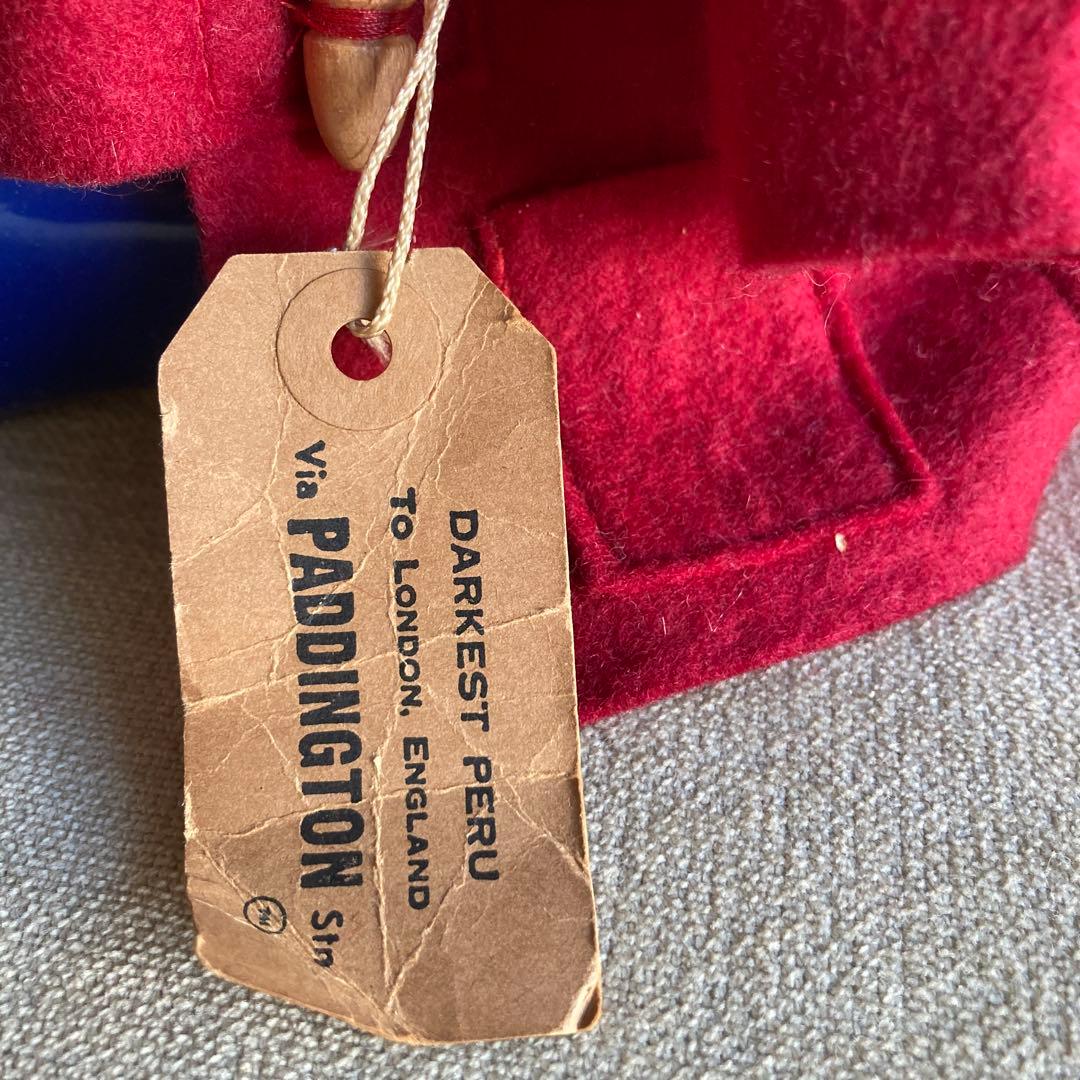 DARKEST PERU
TO LONDON, ENGLAND
Via PADDINGTON Stn